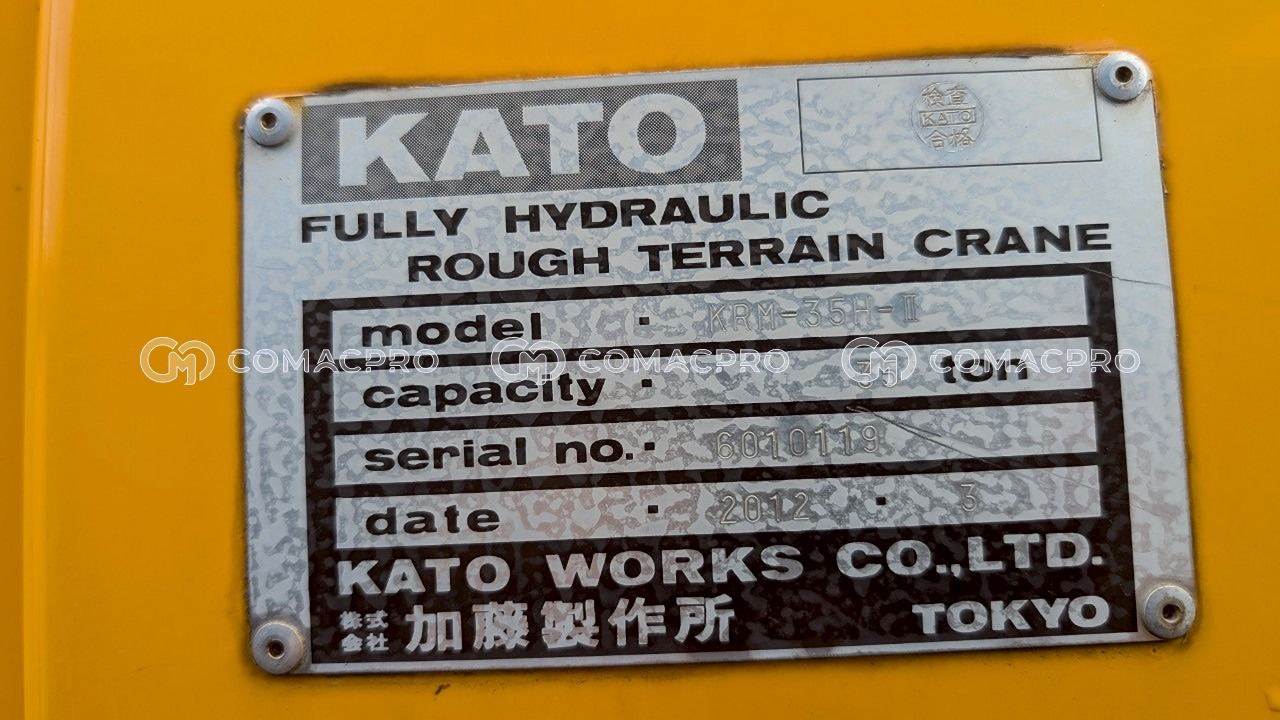 KATO
検査
KATO
合格
FULLY HYDRAULIC
ROUGH TERRAIN CRANE
model · KRM-35H-Ⅱ
COMACPRO COMACPRO COMACPRO
capacity · ton
serial no. · 6010119
date · 2012 · 3
KATO WORKS CO.,LTD.
株式会社 加藤製作所 TOKYO